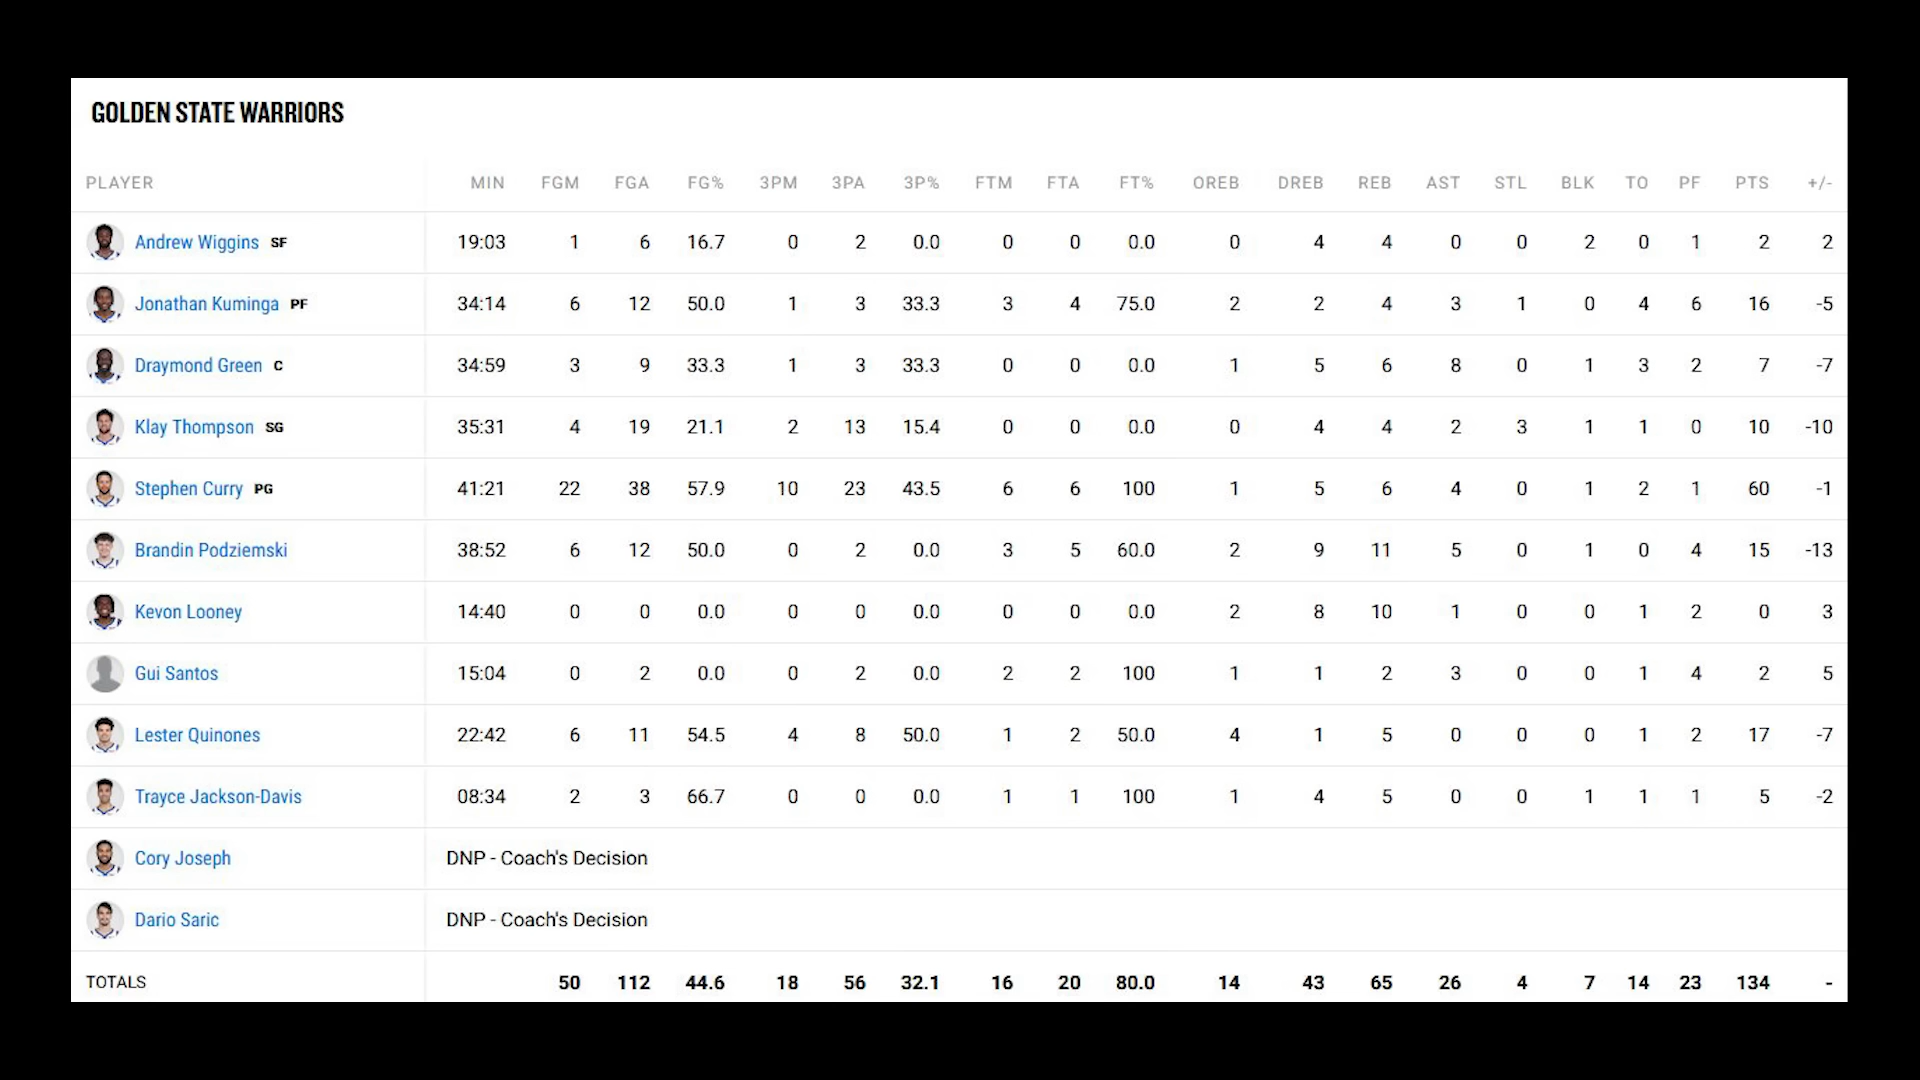 GOLDEN STATE WARRIORS
PLAYER MIN FGM FGA FG% 3PM 3PA 3P% FTM FTA FT% OREB DREB REB AST STL BLK TO PF PTS +/-
Andrew Wiggins SF 19:03 1 6 16.7 0 2 0.0 0 0 0.0 0 4 4 0 0 2 0 1 2 2
Jonathan Kuminga PF 34:14 6 12 50.0 1 3 33.3 3 4 75.0 2 2 4 3 1 0 4 6 16 -5
Draymond Green C 34:59 3 9 33.3 1 3 33.3 0 0 0.0 1 5 6 8 0 1 3 2 7 -7
Klay Thompson SG 35:31 4 19 21.1 2 13 15.4 0 0 0.0 0 4 4 2 3 1 1 0 10 -10
Stephen Curry PG 41:21 22 38 57.9 10 23 43.5 6 6 100 1 5 6 4 0 1 2 1 60 -1
Brandin Podziemski 38:52 6 12 50.0 0 2 0.0 3 5 60.0 2 9 11 5 0 1 0 4 15 -13
Kevon Looney 14:40 0 0 0.0 0 0 0.0 0 0 0.0 2 8 10 1 0 0 1 2 0 3
Gui Santos 15:04 0 2 0.0 0 2 0.0 2 2 100 1 1 2 3 0 0 1 4 2 5
Lester Quinones 22:42 6 11 54.5 4 8 50.0 1 2 50.0 4 1 5 0 0 0 1 2 17 -7
Trayce Jackson-Davis 08:34 2 3 66.7 0 0 0.0 1 1 100 1 4 5 0 0 1 1 1 5 -2
Cory Joseph DNP - Coach's Decision
Dario Saric DNP - Coach's Decision
TOTALS 50 112 44.6 18 56 32.1 16 20 80.0 14 43 65 26 4 7 14 23 134 -